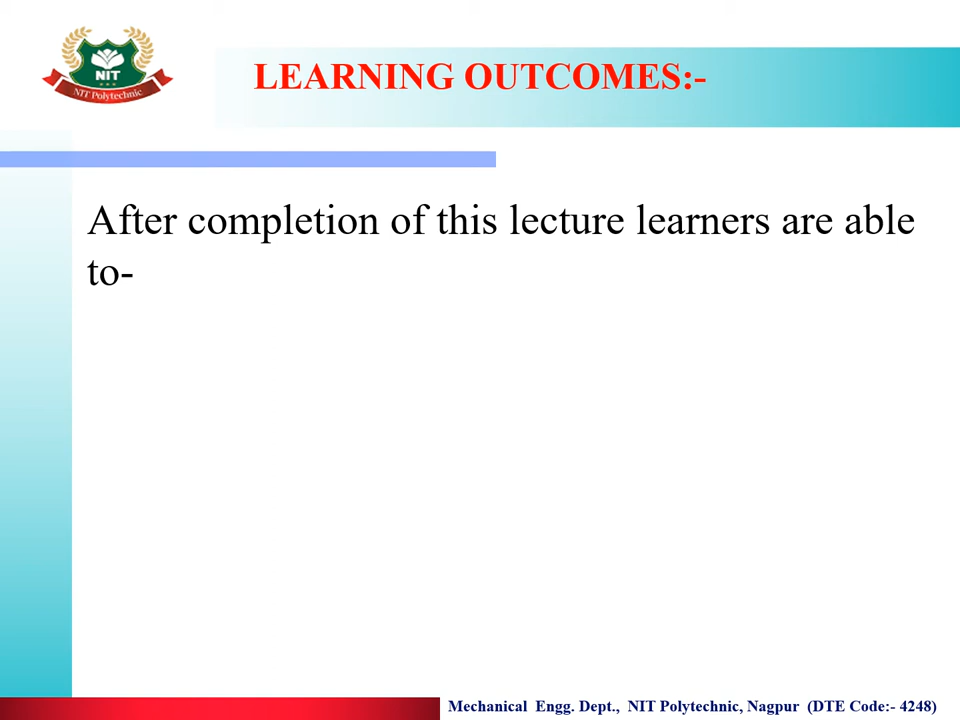 NIT
NIT Polytechnic
LEARNING OUTCOMES:-
After completion of this lecture learners are able
to-
Mechanical Engg. Dept., NIT Polytechnic, Nagpur (DTE Code:- 4248)